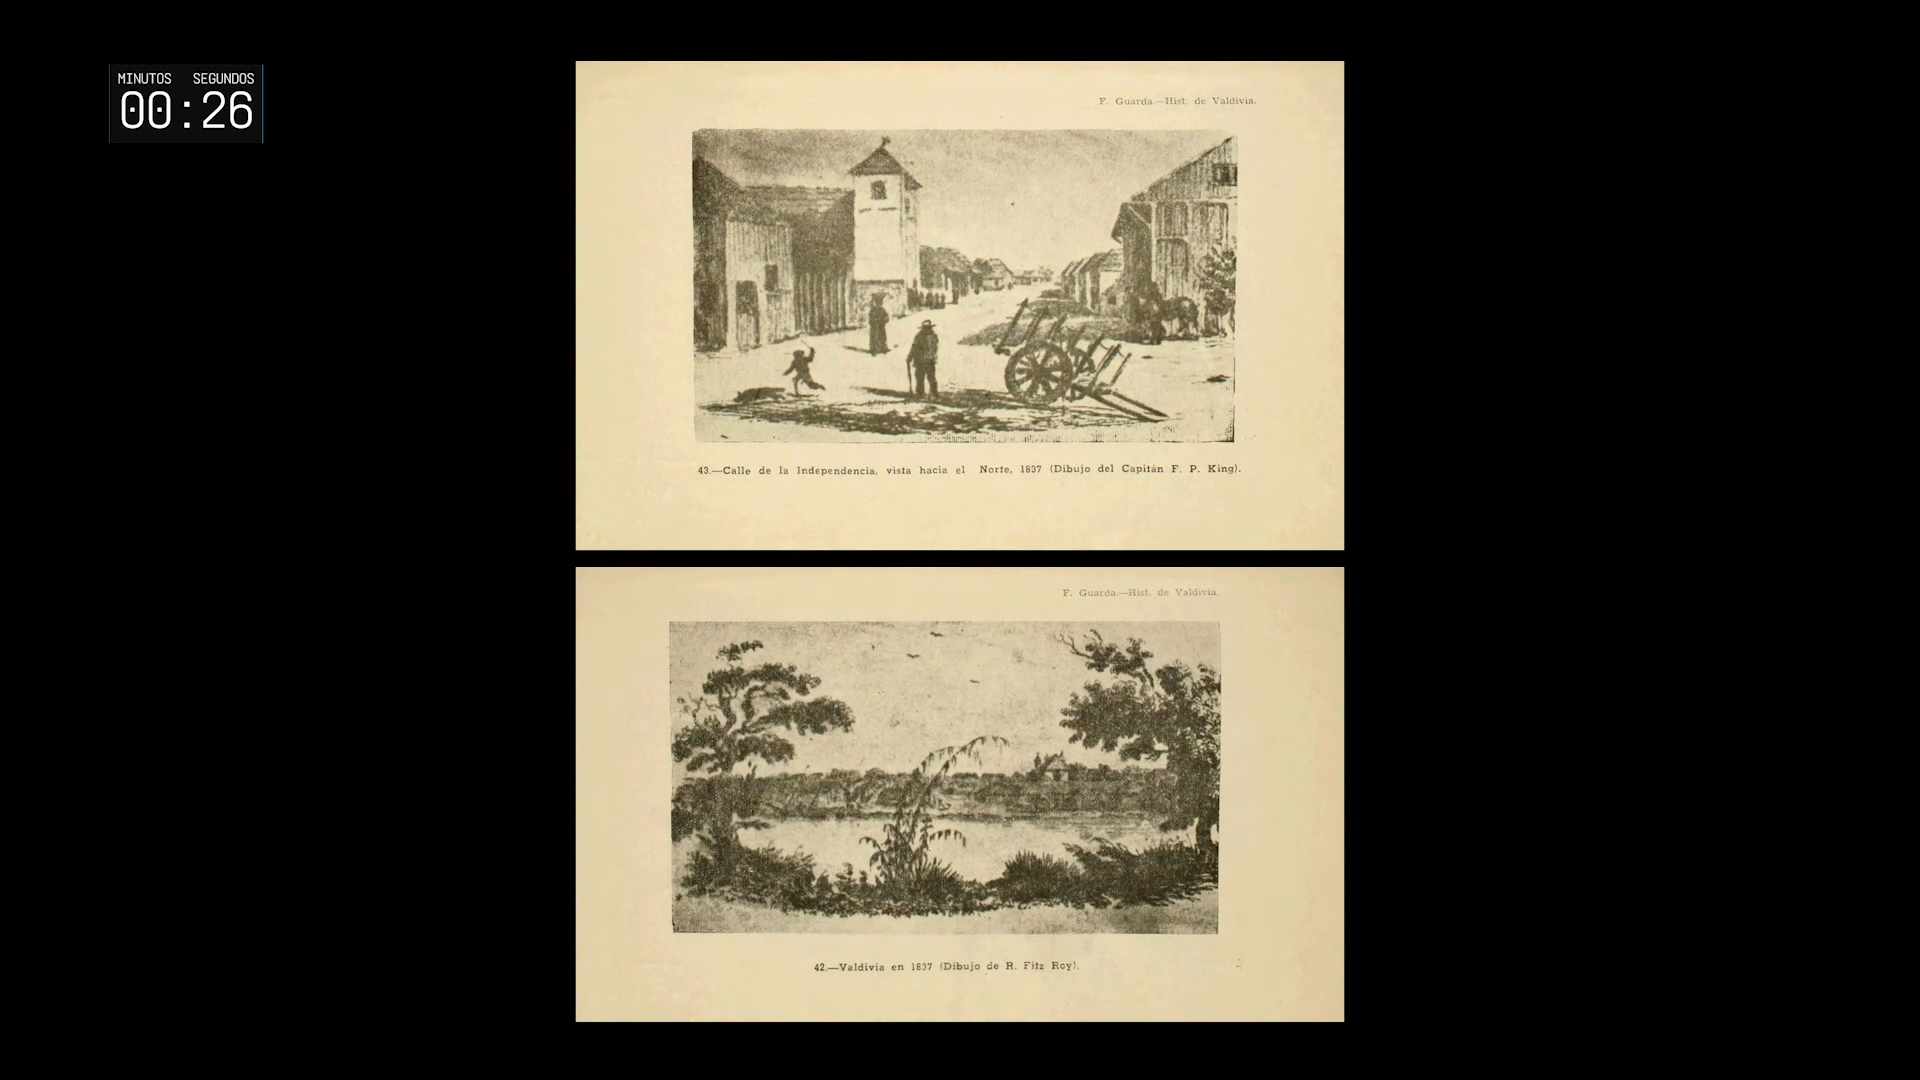 MINUTOS SEGUNDOS
00:26
F. Guarda.—Hist. de Valdivia.
43.—Calle de la Independencia, vista hacia el Norte, 1837 (Dibujo del Capitán F. P. King).
F. Guarda.—Hist. de Valdivia.
42.—Valdivia en 1837 (Dibujo de R. Fitz Roy).